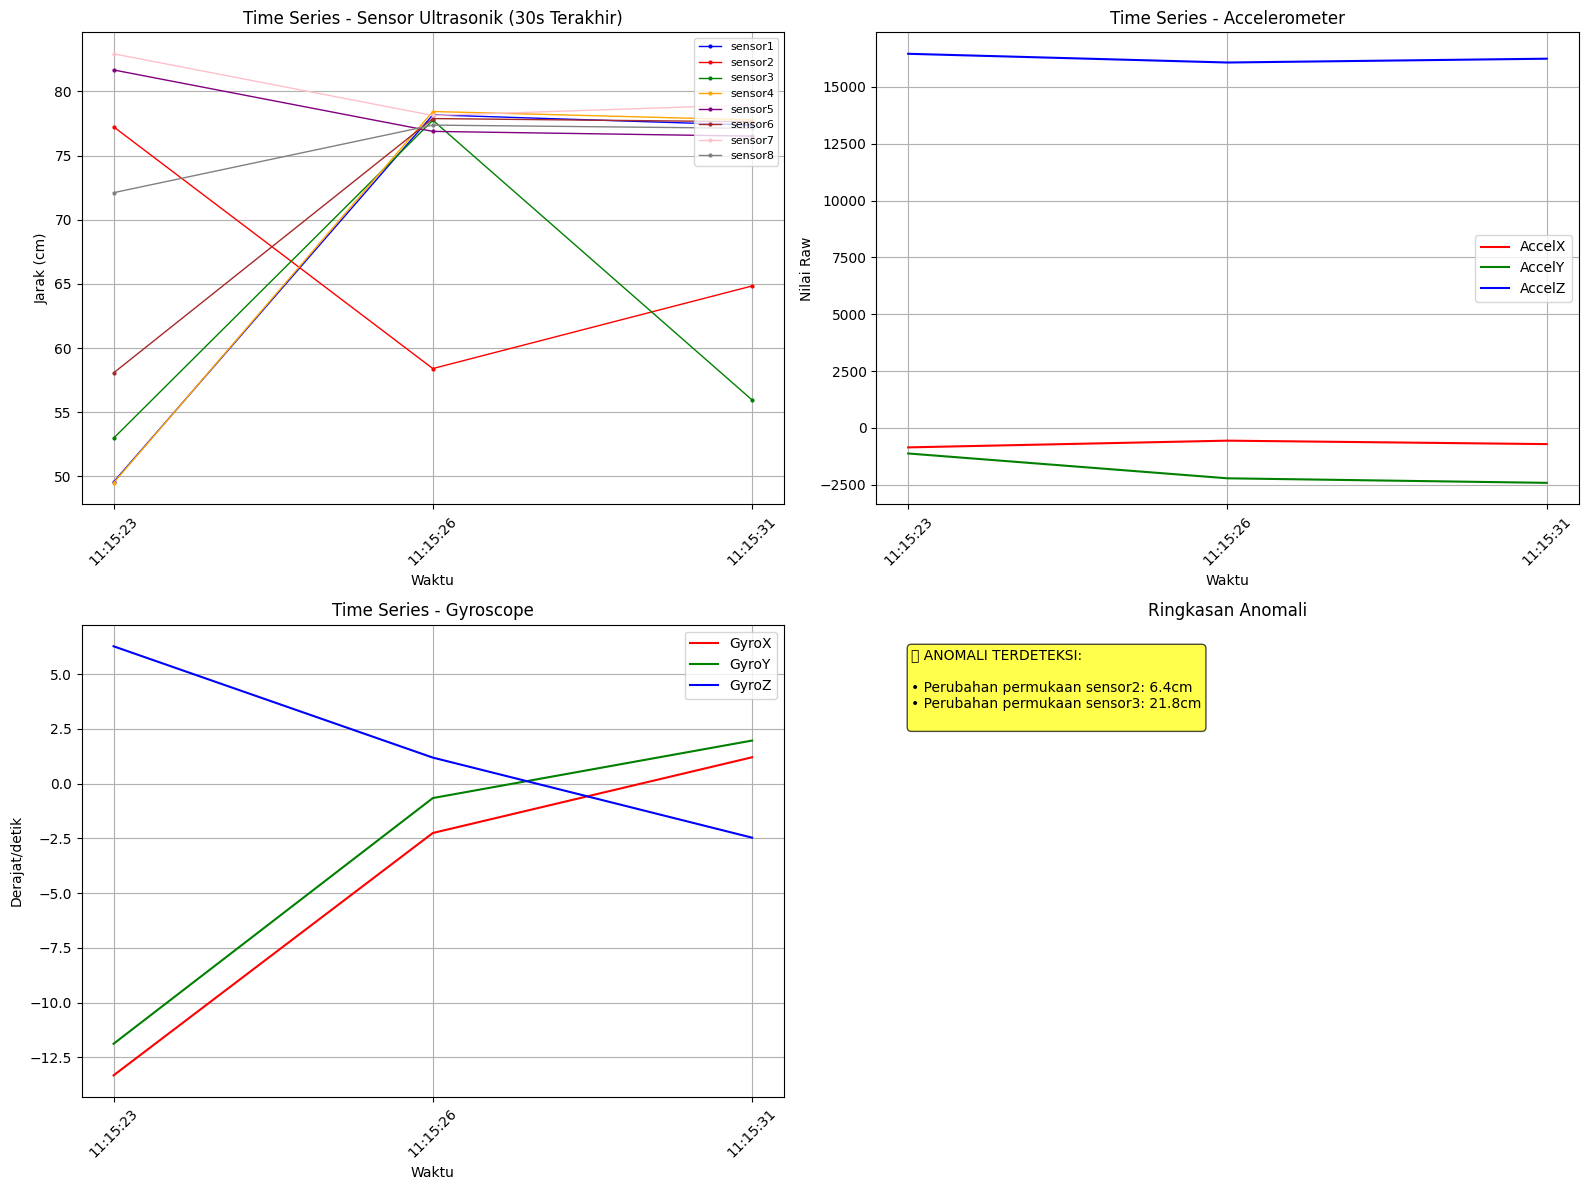 Time Series - Sensor Ultrasonik (30s Terakhir)
80
75
70
65
60
55
50
Jarak (cm)
sensor1
sensor2
sensor3
sensor4
sensor5
sensor6
sensor7
sensor8
11:15:23
11:15:26
11:15:31
Waktu
Time Series - Accelerometer
15000
12500
10000
7500
5000
2500
0
−2500
Nilai Raw
AccelX
AccelY
AccelZ
11:15:23
11:15:26
11:15:31
Waktu
Time Series - Gyroscope
5.0
2.5
0.0
−2.5
−5.0
−7.5
−10.0
−12.5
Derajat/detik
GyroX
GyroY
GyroZ
11:15:23
11:15:26
11:15:31
Waktu
Ringkasan Anomali
ANOMALI TERDETEKSI:
• Perubahan permukaan sensor2: 6.4cm
• Perubahan permukaan sensor3: 21.8cm